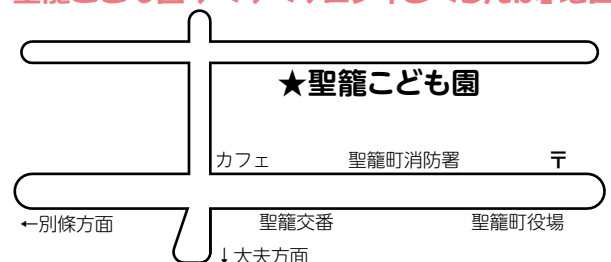 ★聖籠こども園
カフェ
聖籠町消防署
〒
←別條方面
聖籠交番
聖籠町役場
↓大夫方面